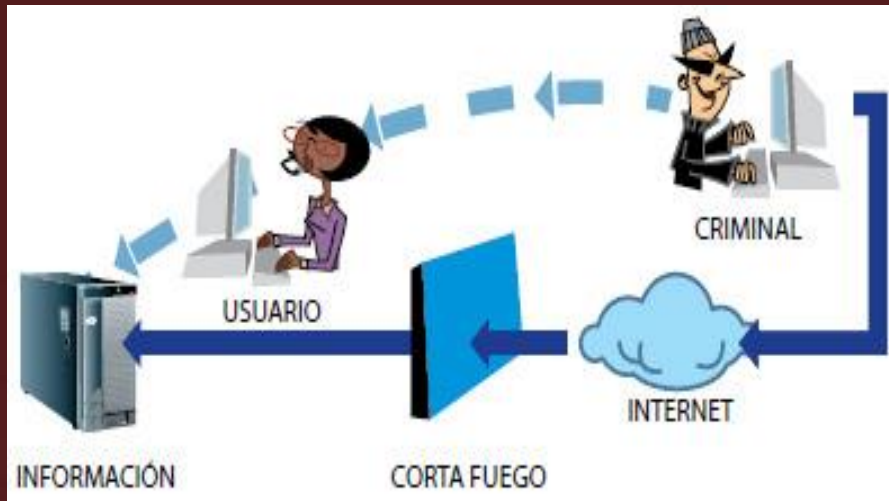 CRIMINAL
USUARIO
INTERNET
INFORMACIÓN
CORTA FUEGO